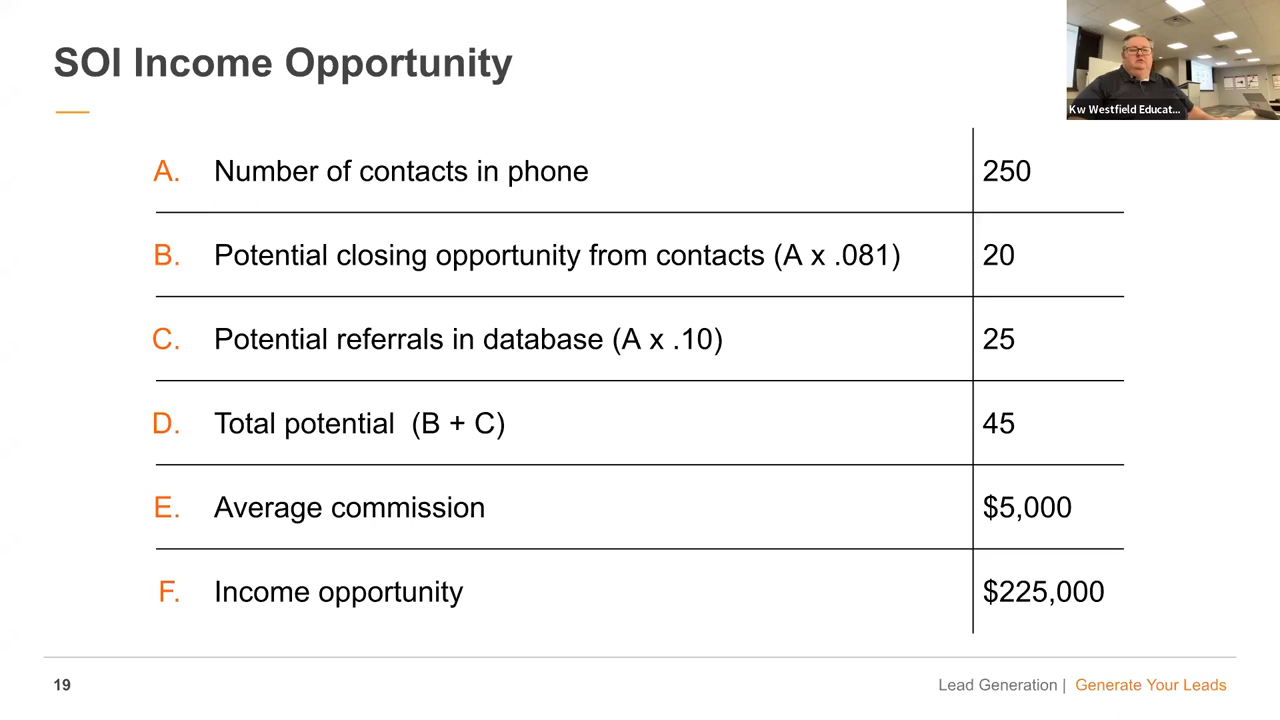 SOI Income Opportunity
Kw Westfield Educat...
A. Number of contacts in phone 250
B. Potential closing opportunity from contacts (A x .081) 20
C. Potential referrals in database (A x .10) 25
D. Total potential (B + C) 45
E. Average commission $5,000
F. Income opportunity $225,000
19 Lead Generation | Generate Your Leads